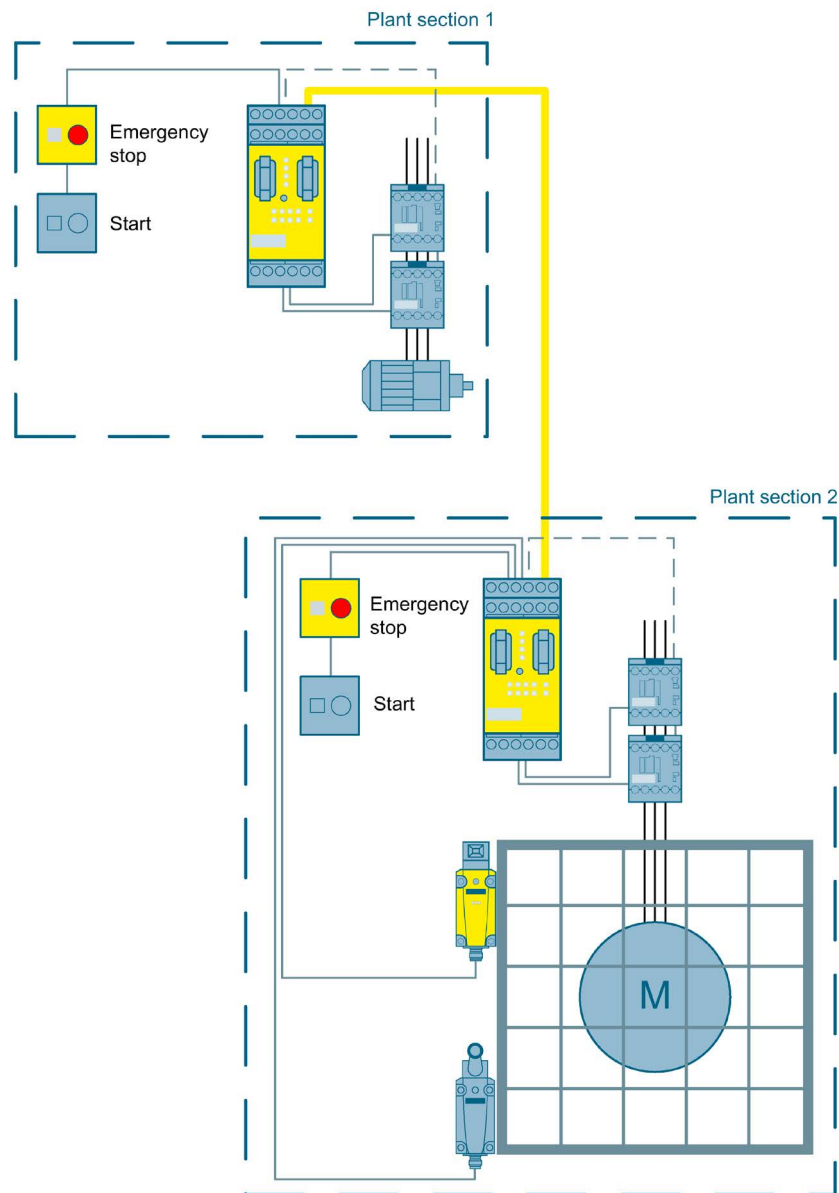 Plant section 1
Emergency
stop
Start
Plant section 2
Emergency
stop
Start
M